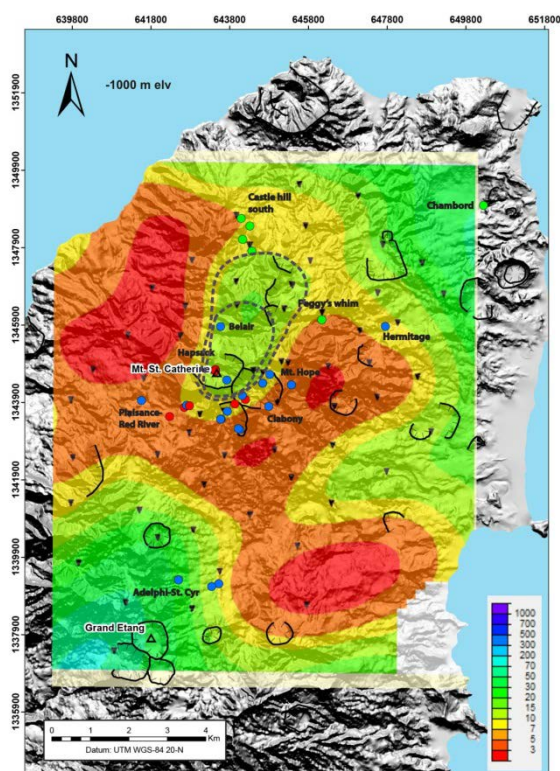 639800 641800 643800 645800 647800 649800 651800
1351900
1349900
1347900
1345900
1343900
1341900
1339900
1337900
1335900
N
-1000 m elv
Castle hill
south
Chambord
Peggy's whim
Belair
Hermitage
Hapsack
Mt. St. Catherine
Mt. Hope
Plaisance-
Red River
Clabony
Adelphi-St. Cyr
Grand Etang
1000
700
500
300
200
70
50
30
20
15
10
7
5
3
0 1 2 3 4
Km
Datum: UTM WGS-84 20-N